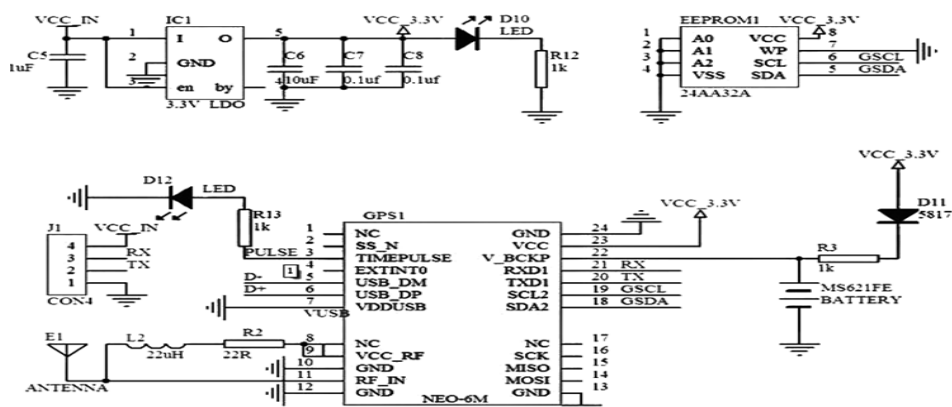 VCC_IN
IC1
VCC_3.3V
D10
LED
C5
1uF
1
I
O
5
2
GND
3
en
by
4
3.3V LDO
C6
10uF
C7
0.1uf
C8
0.1uf
R12
1k
EEPROM1
VCC_3.3V
1
A0
VCC
8
2
A1
WP
7
3
A2
SCL
6
GSCL
4
VSS
SDA
5
GSDA
24AA32A
D12
LED
R13
1k
GPS1
VCC_3.3V
VCC_3.3V
D11
5817
J1
VCC_IN
4
3
RX
2
TX
1
CON4
PULSE
1
D-
D+
VUSB
1
NC
GND
24
2
SS_N
VCC
23
3
TIMEPULSE
V_BCKP
22
4
EXTINT0
RXD1
21
RX
5
USB_DM
TXD1
20
TX
6
USB_DP
SCL2
19
GSCL
7
VDDUSB
SDA2
18
GSDA
R3
1k
MS621FE
BATTERY
8
NC
NC
17
9
VCC_RF
SCK
16
10
GND
MISO
15
11
RF_IN
MOSI
14
12
GND
GND
13
NEO-6M
E1
L2
22uH
R2
22R
ANTENNA